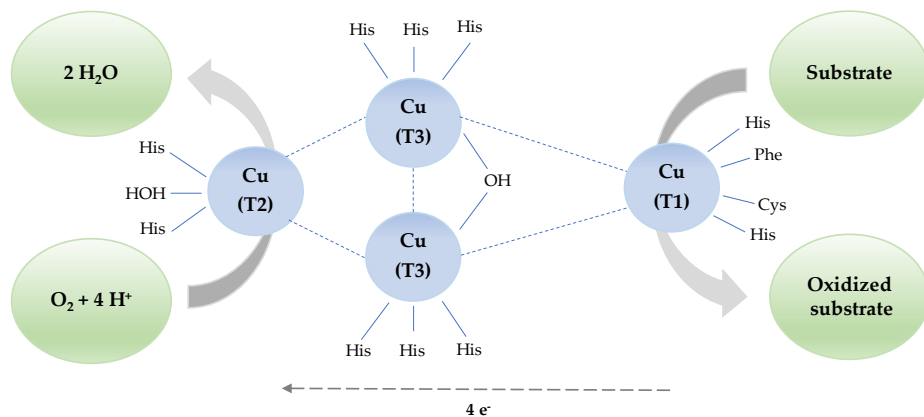 His His His
2 H₂O
Cu
(T3)
Substrate
His
Phe
Cys
His
His
HOH
His
Cu
(T2)
OH
Cu
(T1)
Cu
(T3)
O₂ + 4 H⁺
Oxidized
substrate
His His His
4 e⁻